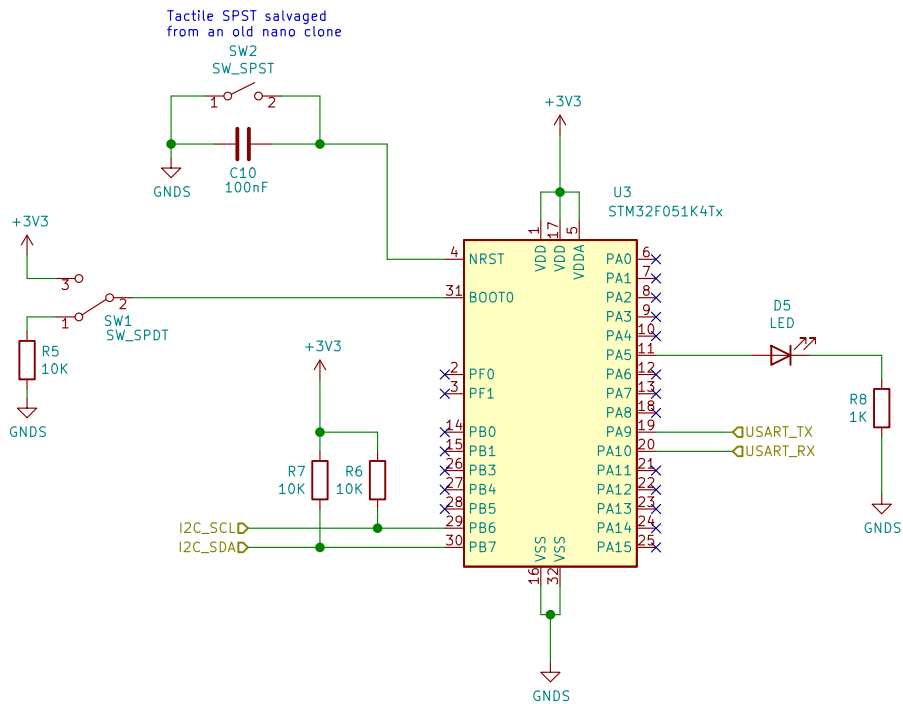 Tactile SPST salvaged
from an old nano clone
SW2
SW_SPST
1 2
C10
100nF
GNDS
+3V3
3
2
1
SW1
SW_SPDT
R5
10K
GNDS
+3V3
R7
10K
R6
10K
I2C_SCL
I2C_SDA
+3V3
U3
STM32F051K4Tx
1 17 5
VDD VDD VDDA
4 NRST
31 BOOT0
2 PF0
3 PF1
14 PB0
15 PB1
26 PB3
27 PB4
28 PB5
29 PB6
30 PB7
PA0 6
PA1 7
PA2 8
PA3 9
PA4 10
PA5 11
PA6 12
PA7 13
PA8 18
PA9 19
PA10 20
PA11 21
PA12 22
PA13 23
PA14 24
PA15 25
VSS VSS
16 32
GNDS
D5
LED
R8
1K
USART_TX
USART_RX
GNDS